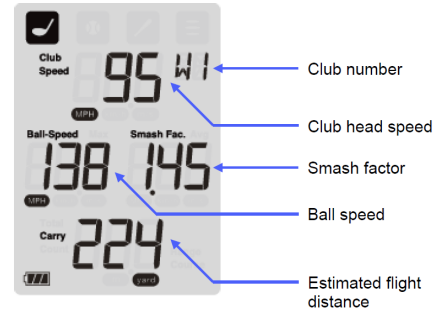 Club
Speed
95
W1
MPH
Ball-Speed
Smash Fac.
138
1.45
MPH
Carry
224
yard
Club number
Club head speed
Smash factor
Ball speed
Estimated flight
distance